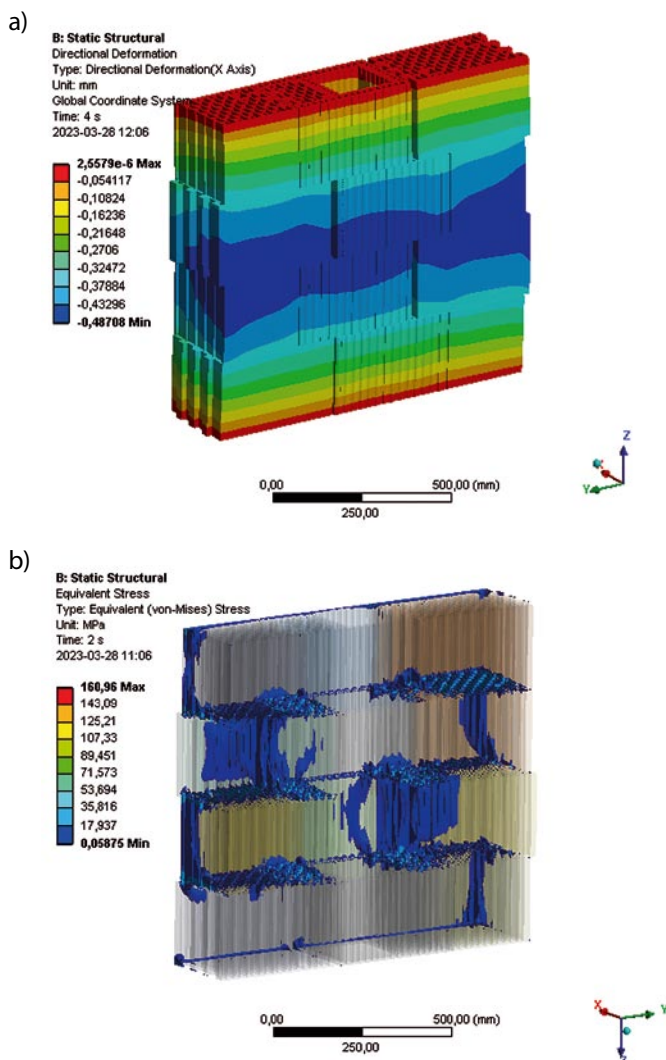 a)
B: Static Structural
Directional Deformation
Type: Directional Deformation(X Axis)
Unit: mm
Global Coordinate System
Time: 4 s
2023-03-28 12:06
2,5579e-6 Max
-0,054117
-0,10824
-0,16236
-0,21648
-0,2706
-0,32472
-0,37884
-0,43296
-0,48708 Min
Z
Y
0,00 500,00 (mm)
250,00
b)
B: Static Structural
Equivalent Stress
Type: Equivalent (von-Mises) Stress
Unit: MPa
Time: 2 s
2023-03-28 11:06
160,96 Max
143,09
125,21
107,33
89,451
71,573
53,694
35,816
17,937
0,05875 Min
0,00 500,00 (mm)
250,00
X
Y